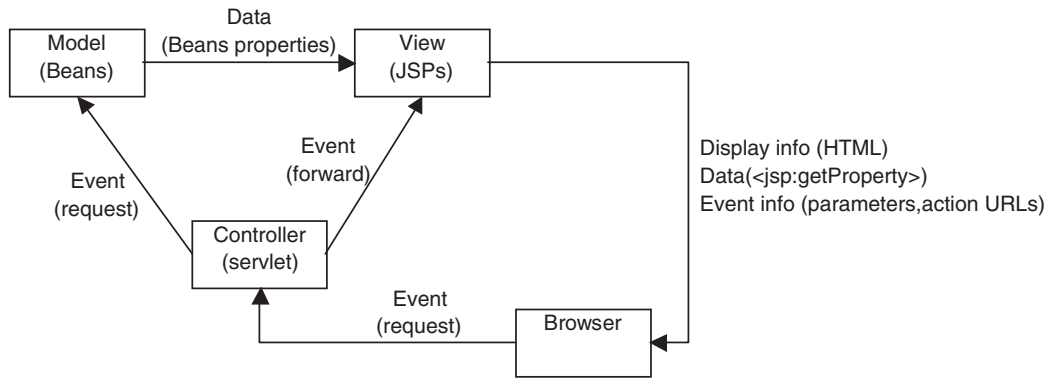 Data
(Beans properties)
Model
(Beans)
View
(JSPs)
Event
(forward)
Event
(request)
Display info (HTML)
Data(<jsp:getProperty>)
Event info (parameters,action URLs)
Controller
(servlet)
Event
(request)
Browser